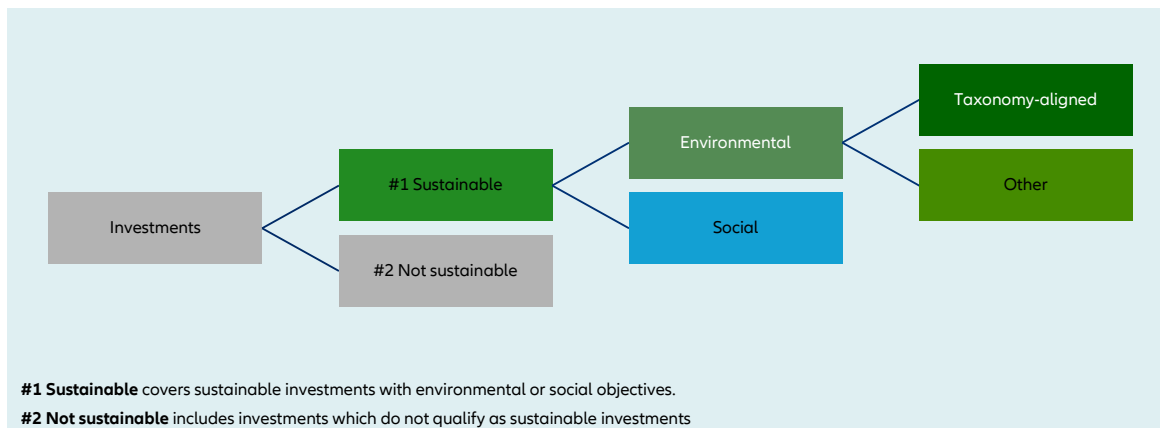 Taxonomy-aligned
Environmental
#1 Sustainable
Other
Investments
Social
#2 Not sustainable
#1 Sustainable covers sustainable investments with environmental or social objectives.
#2 Not sustainable includes investments which do not qualify as sustainable investments